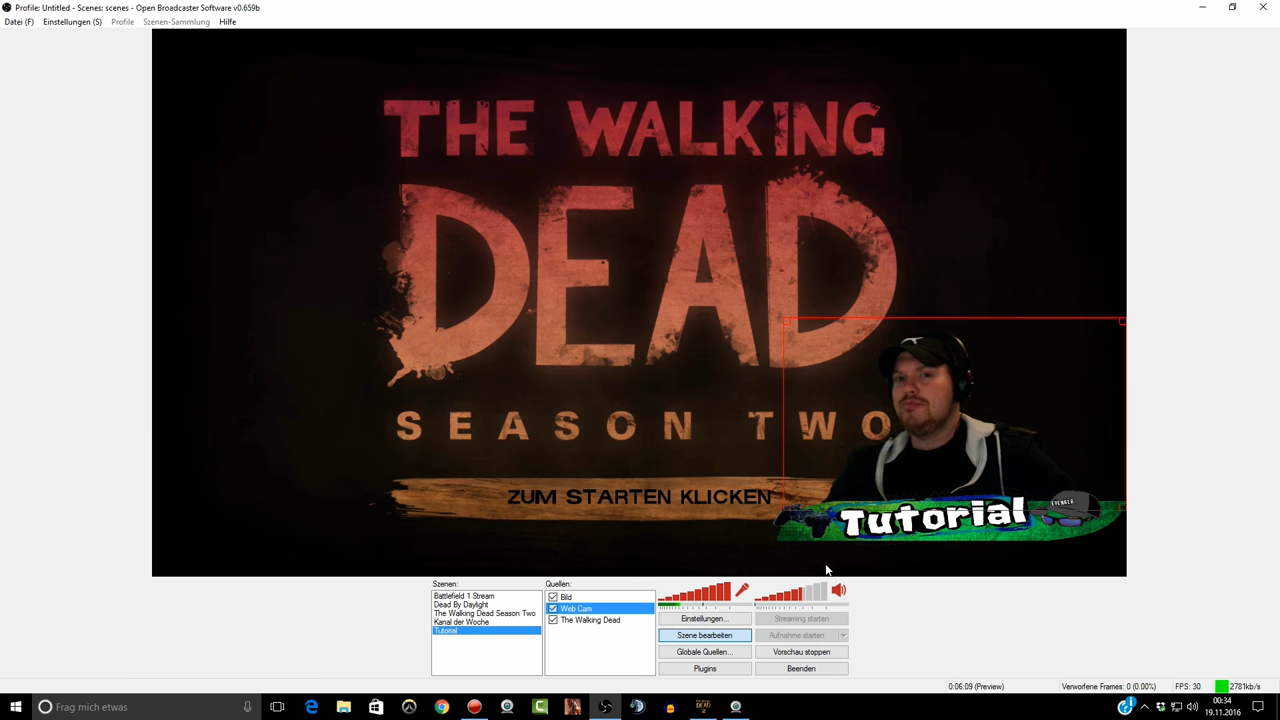 Profile: Untitled - Scenes: scenes - Open Broadcaster Software v0.659b
Datei (F) Einstellungen (S) Profile Szenen-Sammlung Hilfe
THE WALKING
DEAD
SEASON TWO
ZUM STARTEN KLICKEN
Tutorial
Szenen:
Battlefield 1 Stream
Dead By Daylight
The Walking Dead Season Two
Kanal der Woche
Tutorial
Quellen:
Bild
Web Cam
The Walking Dead
Einstellungen...
Streaming starten
Szene bearbeiten
Aufnahme starten
Globale Quellen...
Vorschau stoppen
Plugins
Beenden
0:06:09 (Preview)
Verworfene Frames: 0 (0.00%)
FPS: 30
2781kb/s
Frag mich etwas
00:34
19.11.2016